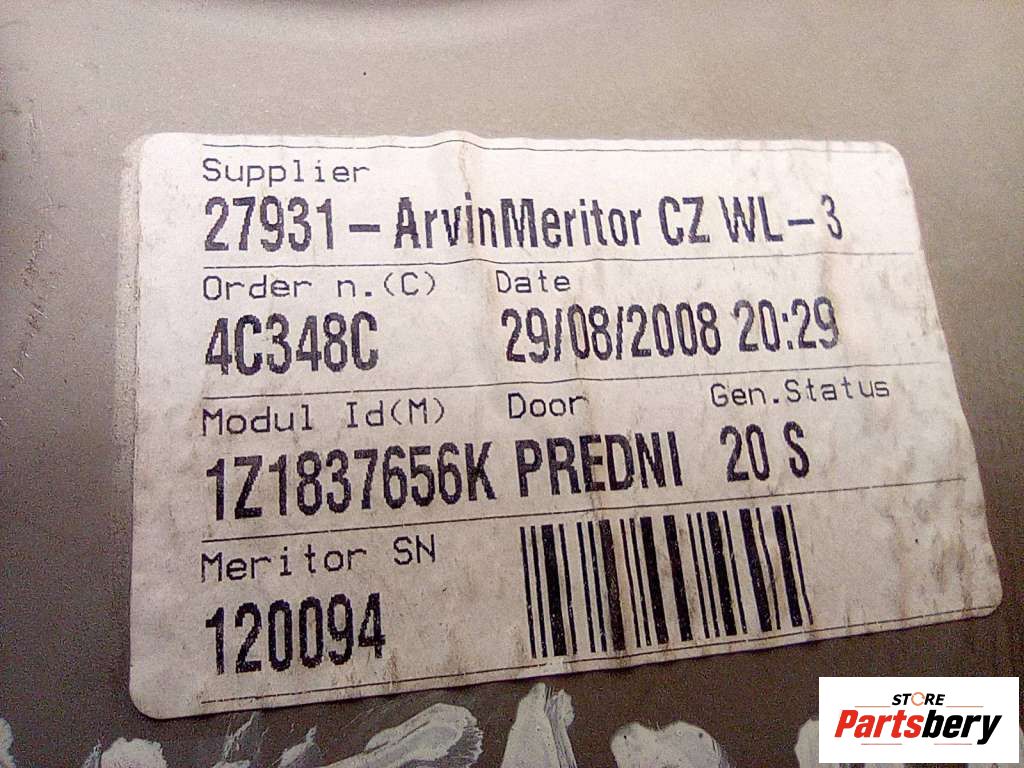 Supplier
27931-ArvinMeritor CZ WL-3
Order n.(C) Date
4C348C 29/08/2008 20:29
Modul Id(M) Door Gen.Status
1Z1837656K PREDNI 20 S
Meritor SN
120094
STORE
Partsbery